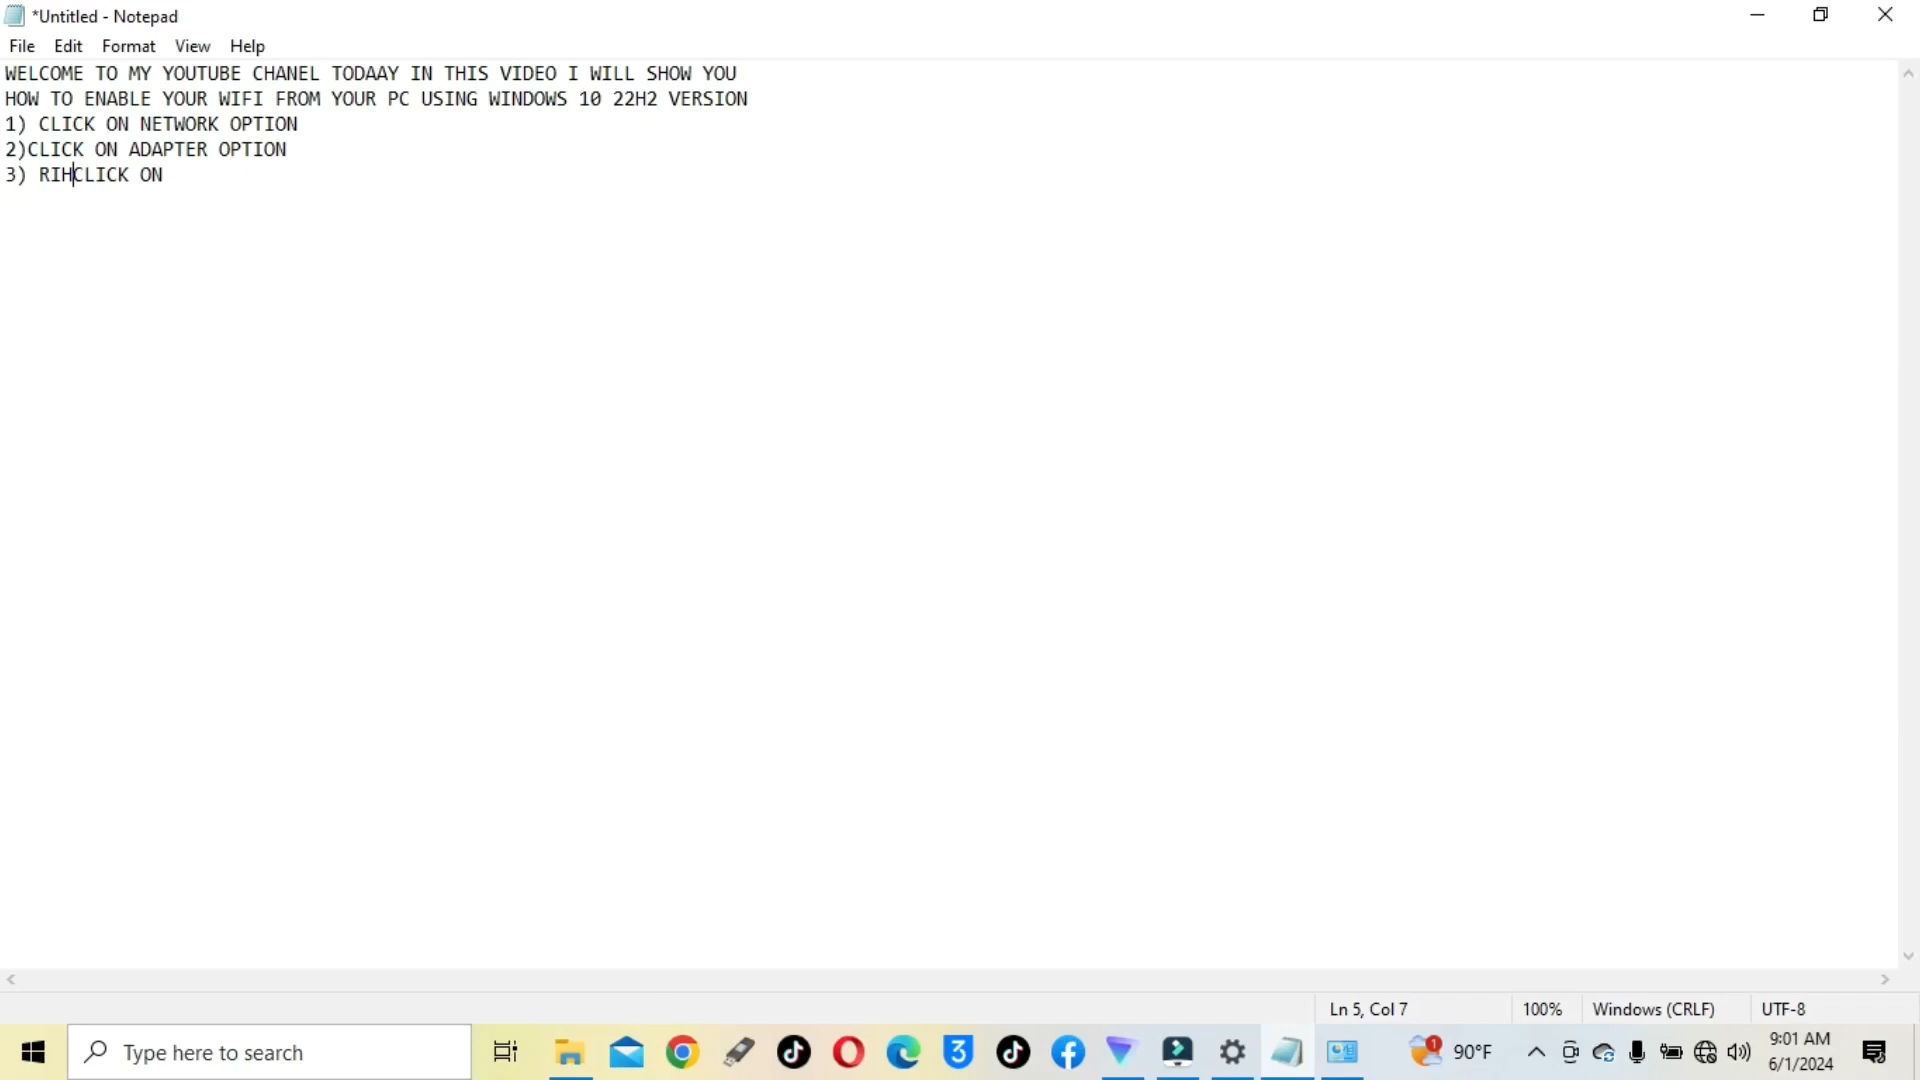 *Untitled - Notepad
File Edit Format View Help
WELCOME TO MY YOUTUBE CHANEL TODAAY IN THIS VIDEO I WILL SHOW YOU
HOW TO ENABLE YOUR WIFI FROM YOUR PC USING WINDOWS 10 22H2 VERSION
1) CLICK ON NETWORK OPTION
2)CLICK ON ADAPTER OPTION
3) RIHCLICK ON
Ln 5, Col 7 100% Windows (CRLF) UTF-8
Type here to search 3 1 90°F 9:01 AM
6/1/2024